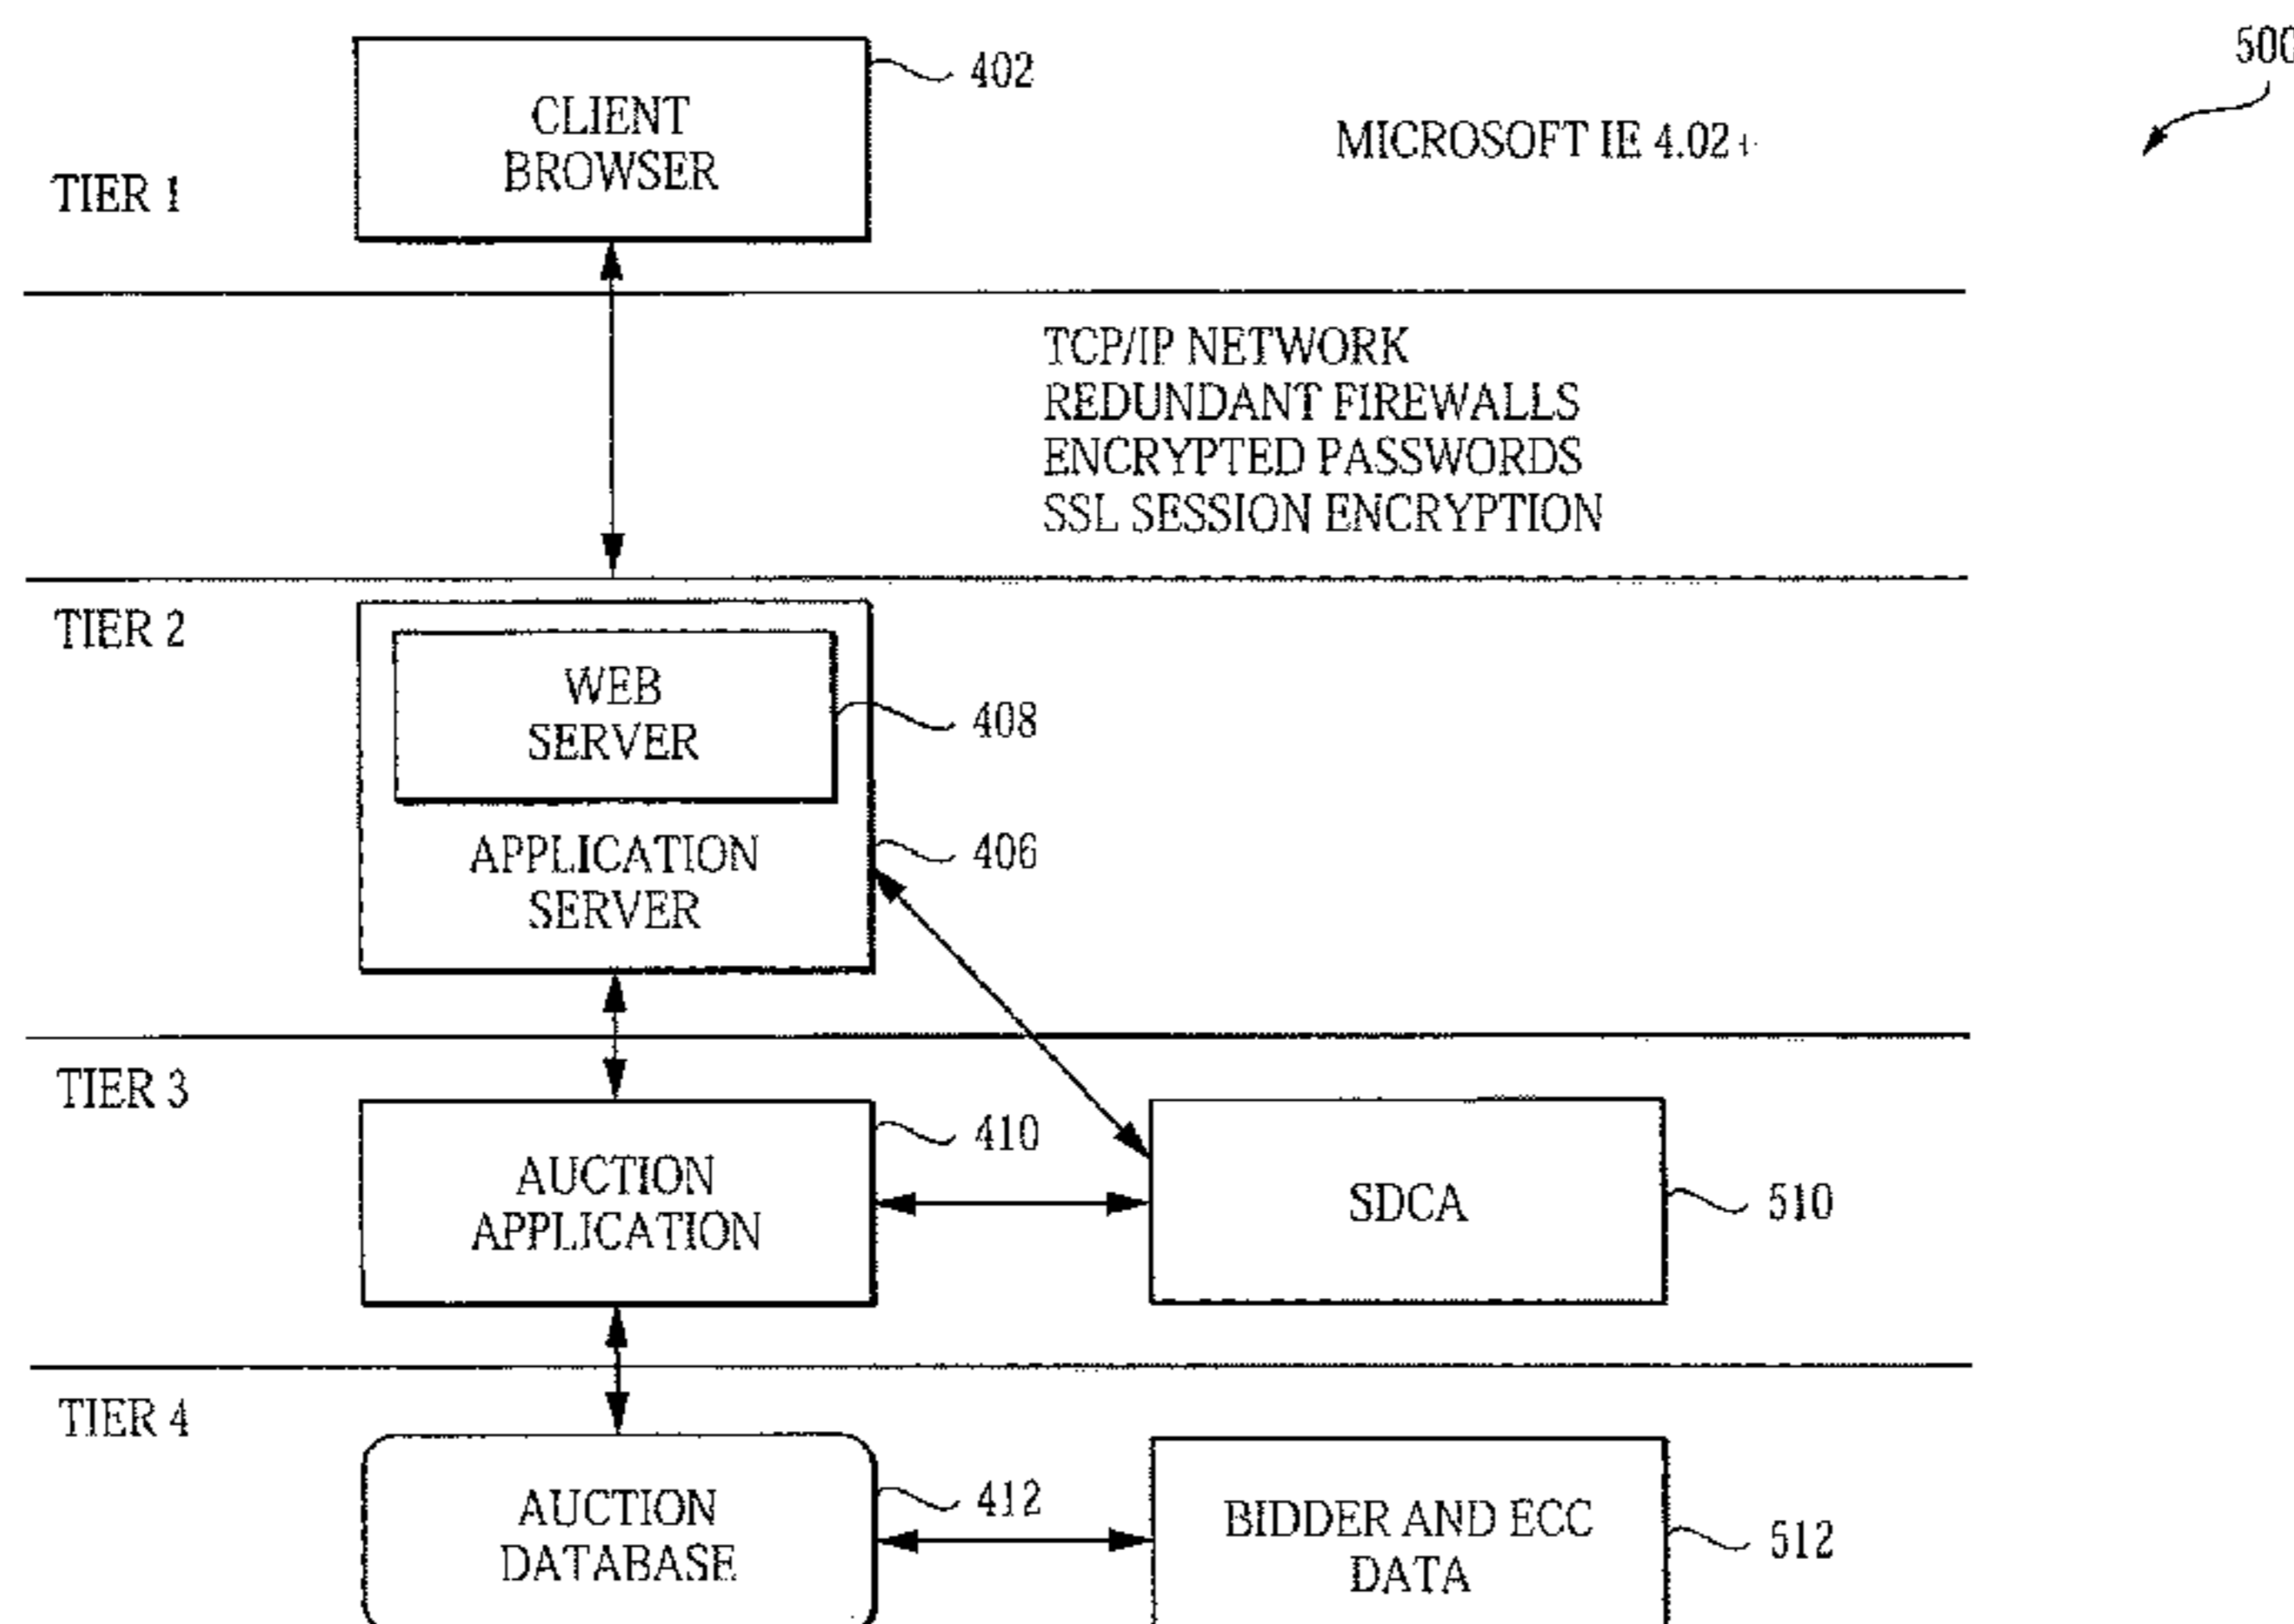 500
402
CLIENT
BROWSER
MICROSOFT IE 4.02+
TIER 1
TCP/IP NETWORK
REDUNDANT FIREWALLS
ENCRYPTED PASSWORDS
SSL SESSION ENCRYPTION
TIER 2
WEB
SERVER
408
APPLICATION
SERVER
406
TIER 3
410
AUCTION
APPLICATION
SDCA
510
TIER 4
412
AUCTION
DATABASE
BIDDER AND ECC
DATA
512